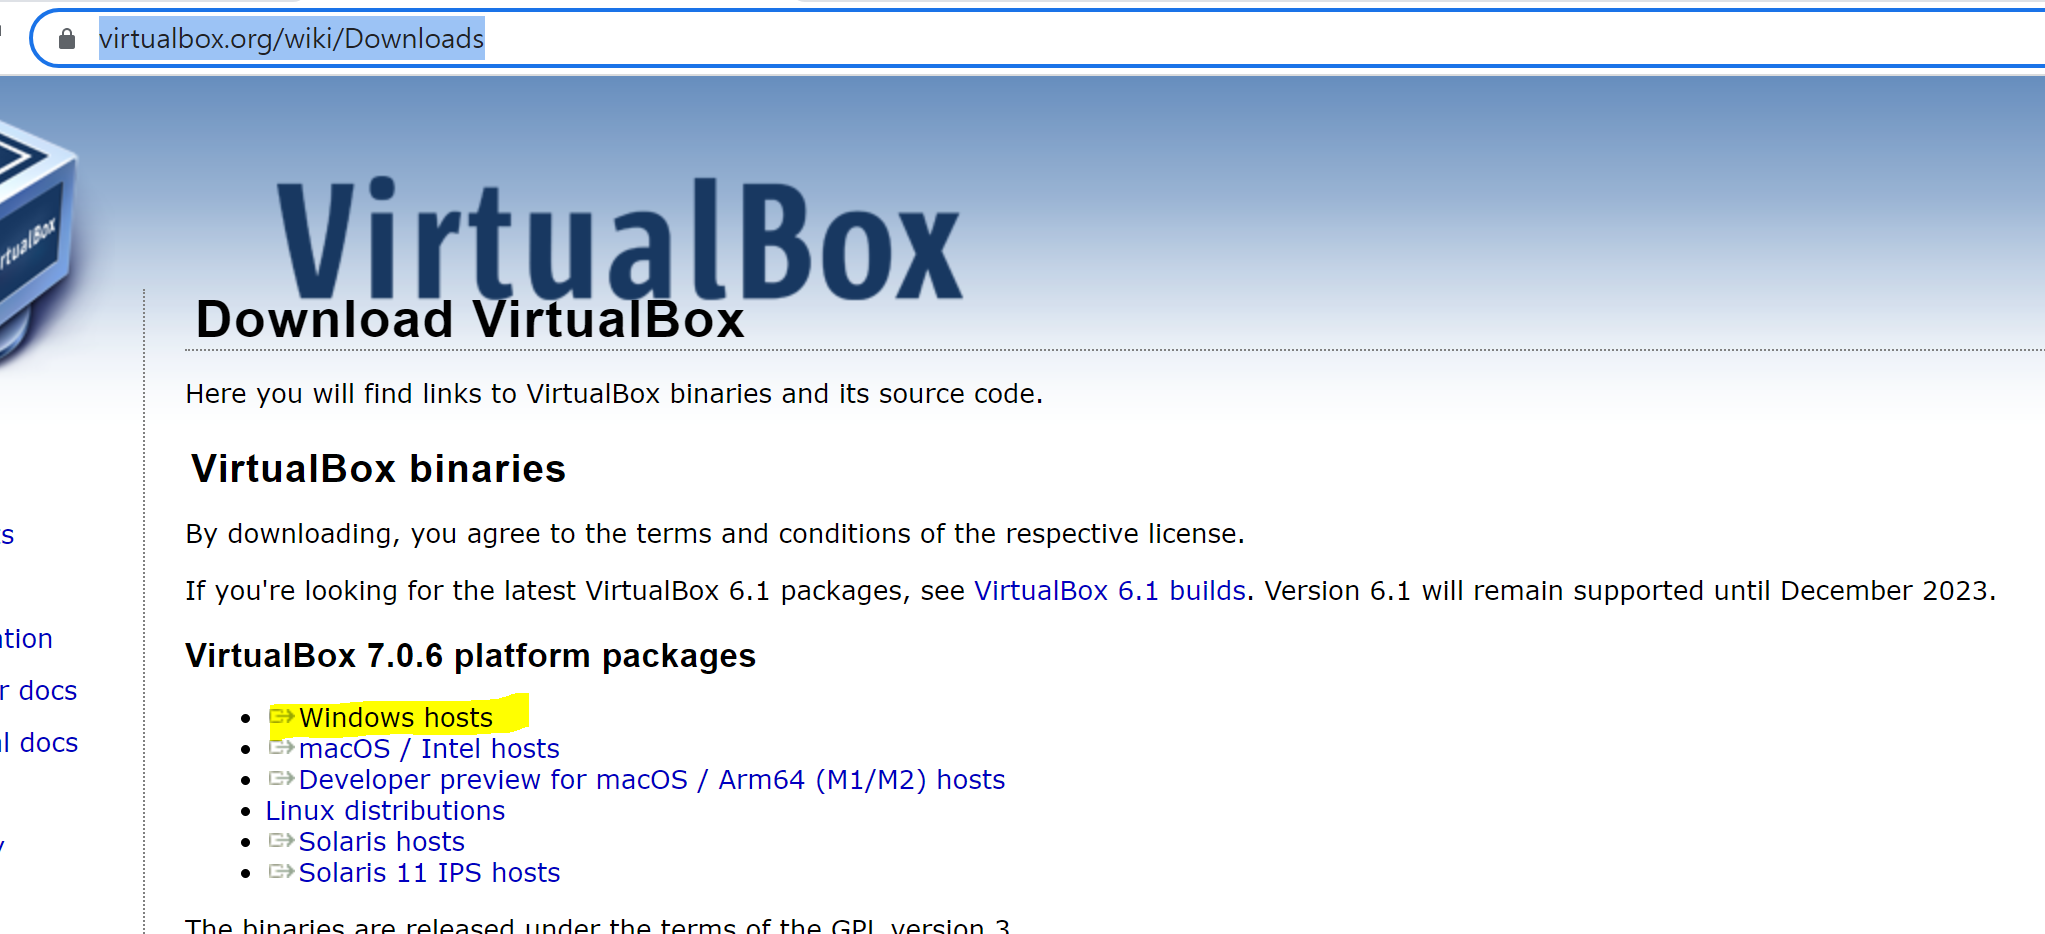 virtualbox.org/wiki/Downloads
VirtualBox
Download VirtualBox
Here you will find links to VirtualBox binaries and its source code.
VirtualBox binaries
By downloading, you agree to the terms and conditions of the respective license.
If you're looking for the latest VirtualBox 6.1 packages, see VirtualBox 6.1 builds. Version 6.1 will remain supported until December 2023.
VirtualBox 7.0.6 platform packages
Windows hosts
macOS / Intel hosts
r docs
Developer preview for macOS / Arm64 (M1/M2) hosts
l docs
Linux distributions
Solaris hosts
Solaris 11 IPS hosts
The binaries are released under the terms of the GPL version 3.